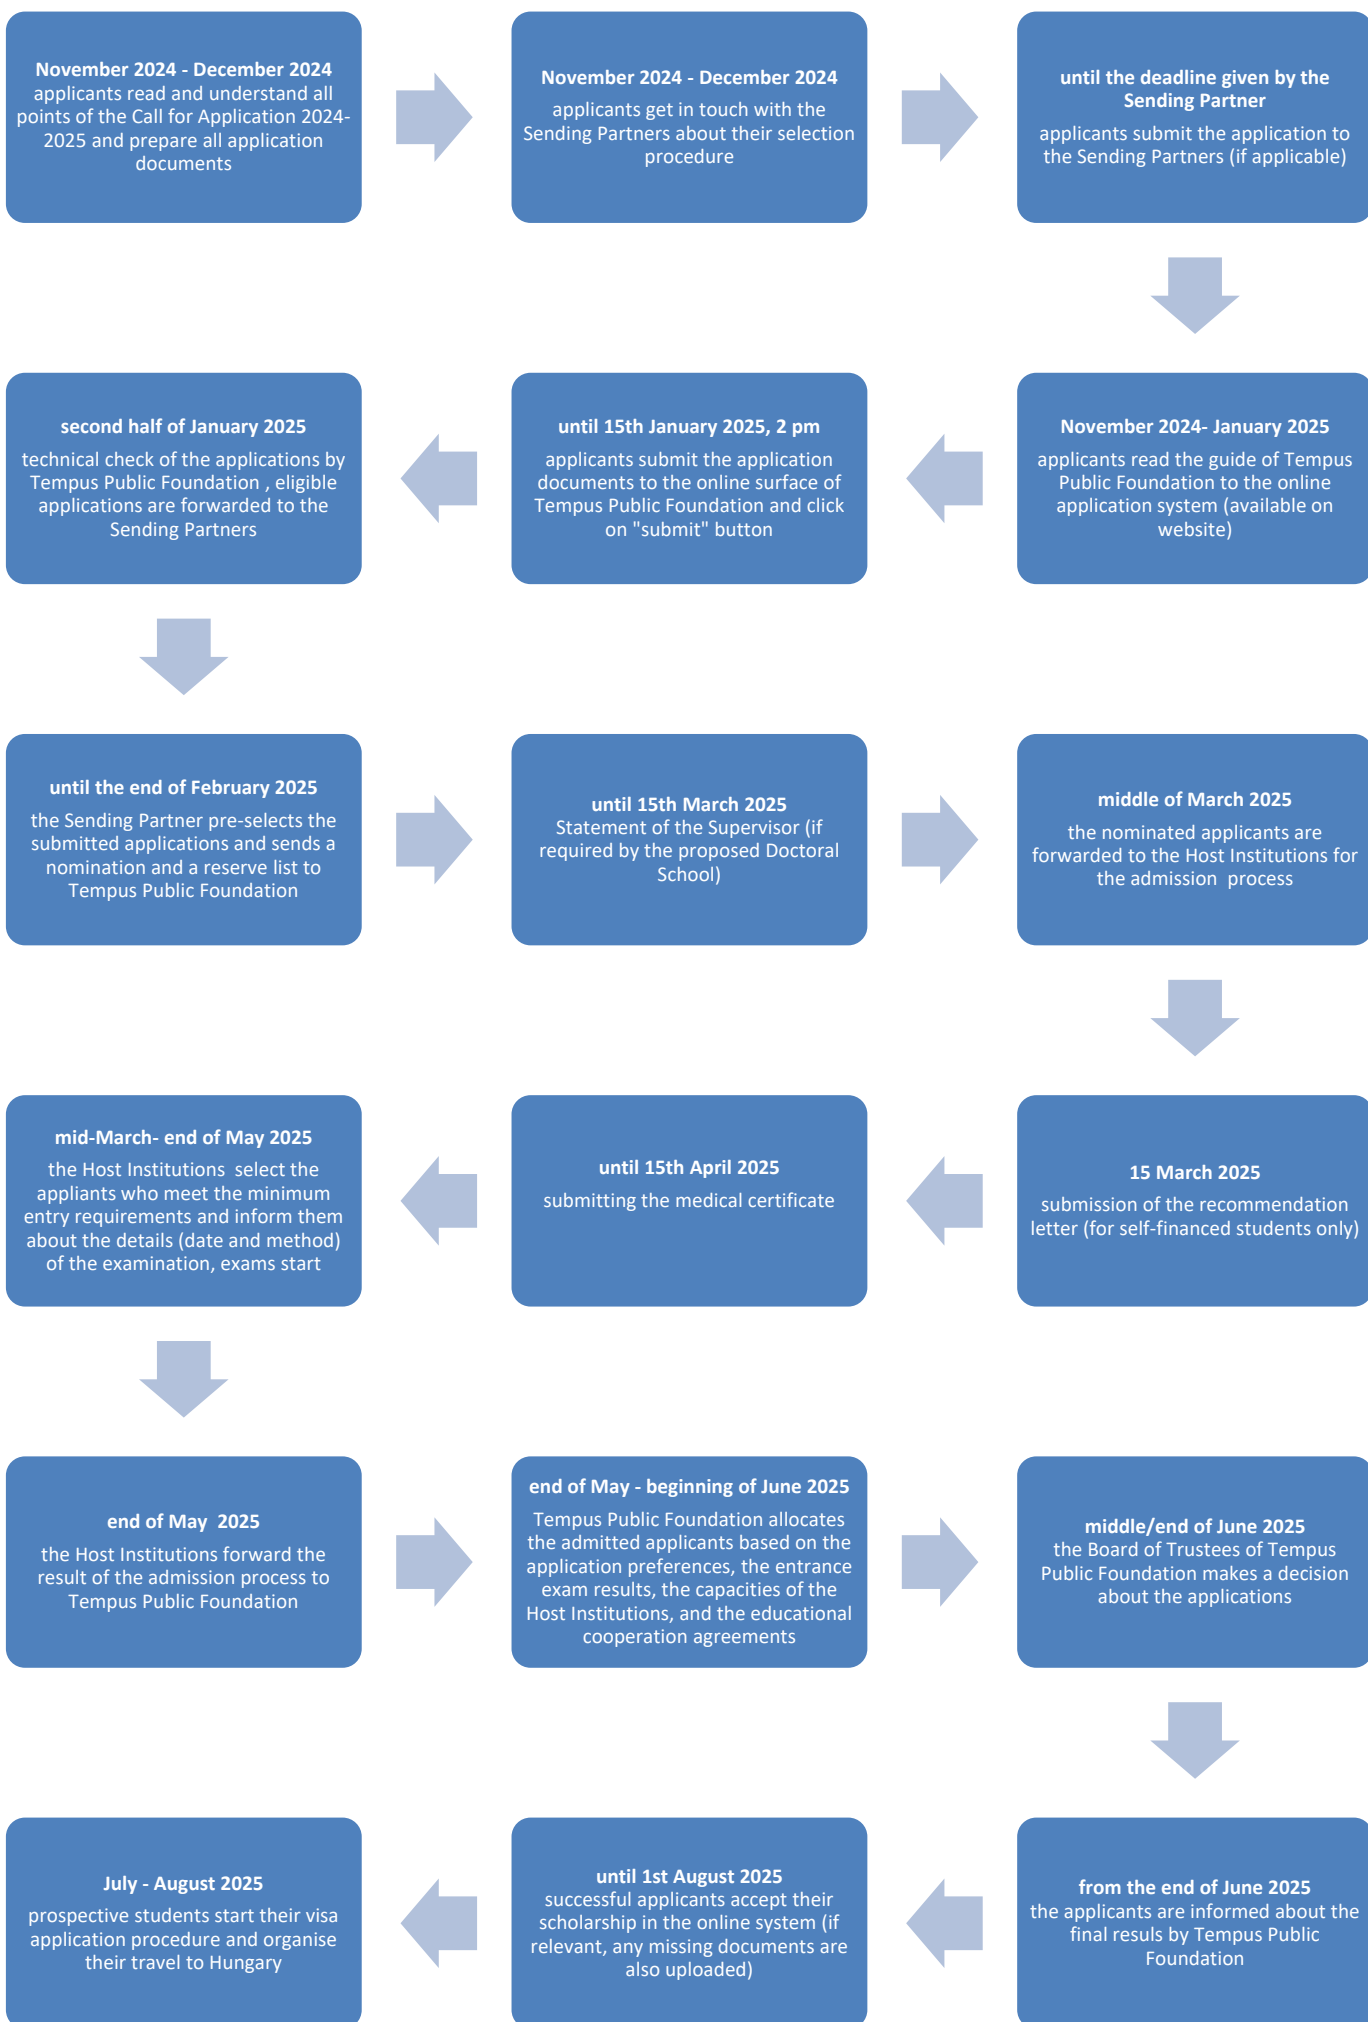 November 2024 - December 2024
applicants read and understand all
points of the Call for Application 2024-
2025 and prepare all application
documents
November 2024 - December 2024
applicants get in touch with the
Sending Partners about their selection
procedure
until the deadline given by the
Sending Partner
applicants submit the application to
the Sending Partners (if applicable)
November 2024- January 2025
applicants read the guide of Tempus
Public Foundation to the online
application system (available on
website)
until 15th January 2025, 2 pm
applicants submit the application
documents to the online surface of
Tempus Public Foundation and click
on "submit" button
second half of January 2025
technical check of the applications by
Tempus Public Foundation , eligible
applications are forwarded to the
Sending Partners
until the end of February 2025
the Sending Partner pre-selects the
submitted applications and sends a
nomination and a reserve list to
Tempus Public Foundation
until 15th March 2025
Statement of the Supervisor (if
required by the proposed Doctoral
School)
middle of March 2025
the nominated applicants are
forwarded to the Host Institutions for
the admission process
15 March 2025
submission of the recommendation
letter (for self-financed students only)
until 15th April 2025
submitting the medical certificate
mid-March- end of May 2025
the Host Institutions select the
appliants who meet the minimum
entry requirements and inform them
about the details (date and method)
of the examination, exams start
end of May 2025
the Host Institutions forward the
result of the admission process to
Tempus Public Foundation
end of May - beginning of June 2025
Tempus Public Foundation allocates
the admitted applicants based on the
application preferences, the entrance
exam results, the capacities of the
Host Institutions, and the educational
cooperation agreements
middle/end of June 2025
the Board of Trustees of Tempus
Public Foundation makes a decision
about the applications
from the end of June 2025
the applicants are informed about the
final resuls by Tempus Public
Foundation
until 1st August 2025
successful applicants accept their
scholarship in the online system (if
relevant, any missing documents are
also uploaded)
July - August 2025
prospective students start their visa
application procedure and organise
their travel to Hungary